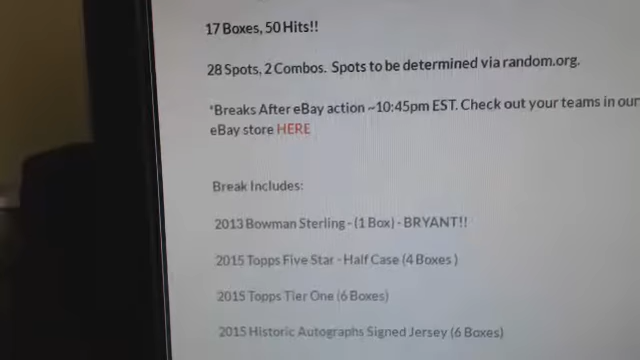 17 Boxes, 50 Hits!!
28 Spots, 2 Combos. Spots to be determined via random.org.
*Breaks After eBay action ~10:45pm EST. Check out your teams in our
eBay store HERE
Break Includes:
2013 Bowman Sterling - (1 Box) - BRYANT!!
2015 Topps Five Star - Half Case (4 Boxes )
2015 Topps Tier One (6 Boxes)
2015 Historic Autographs Signed Jersey (6 Boxes)